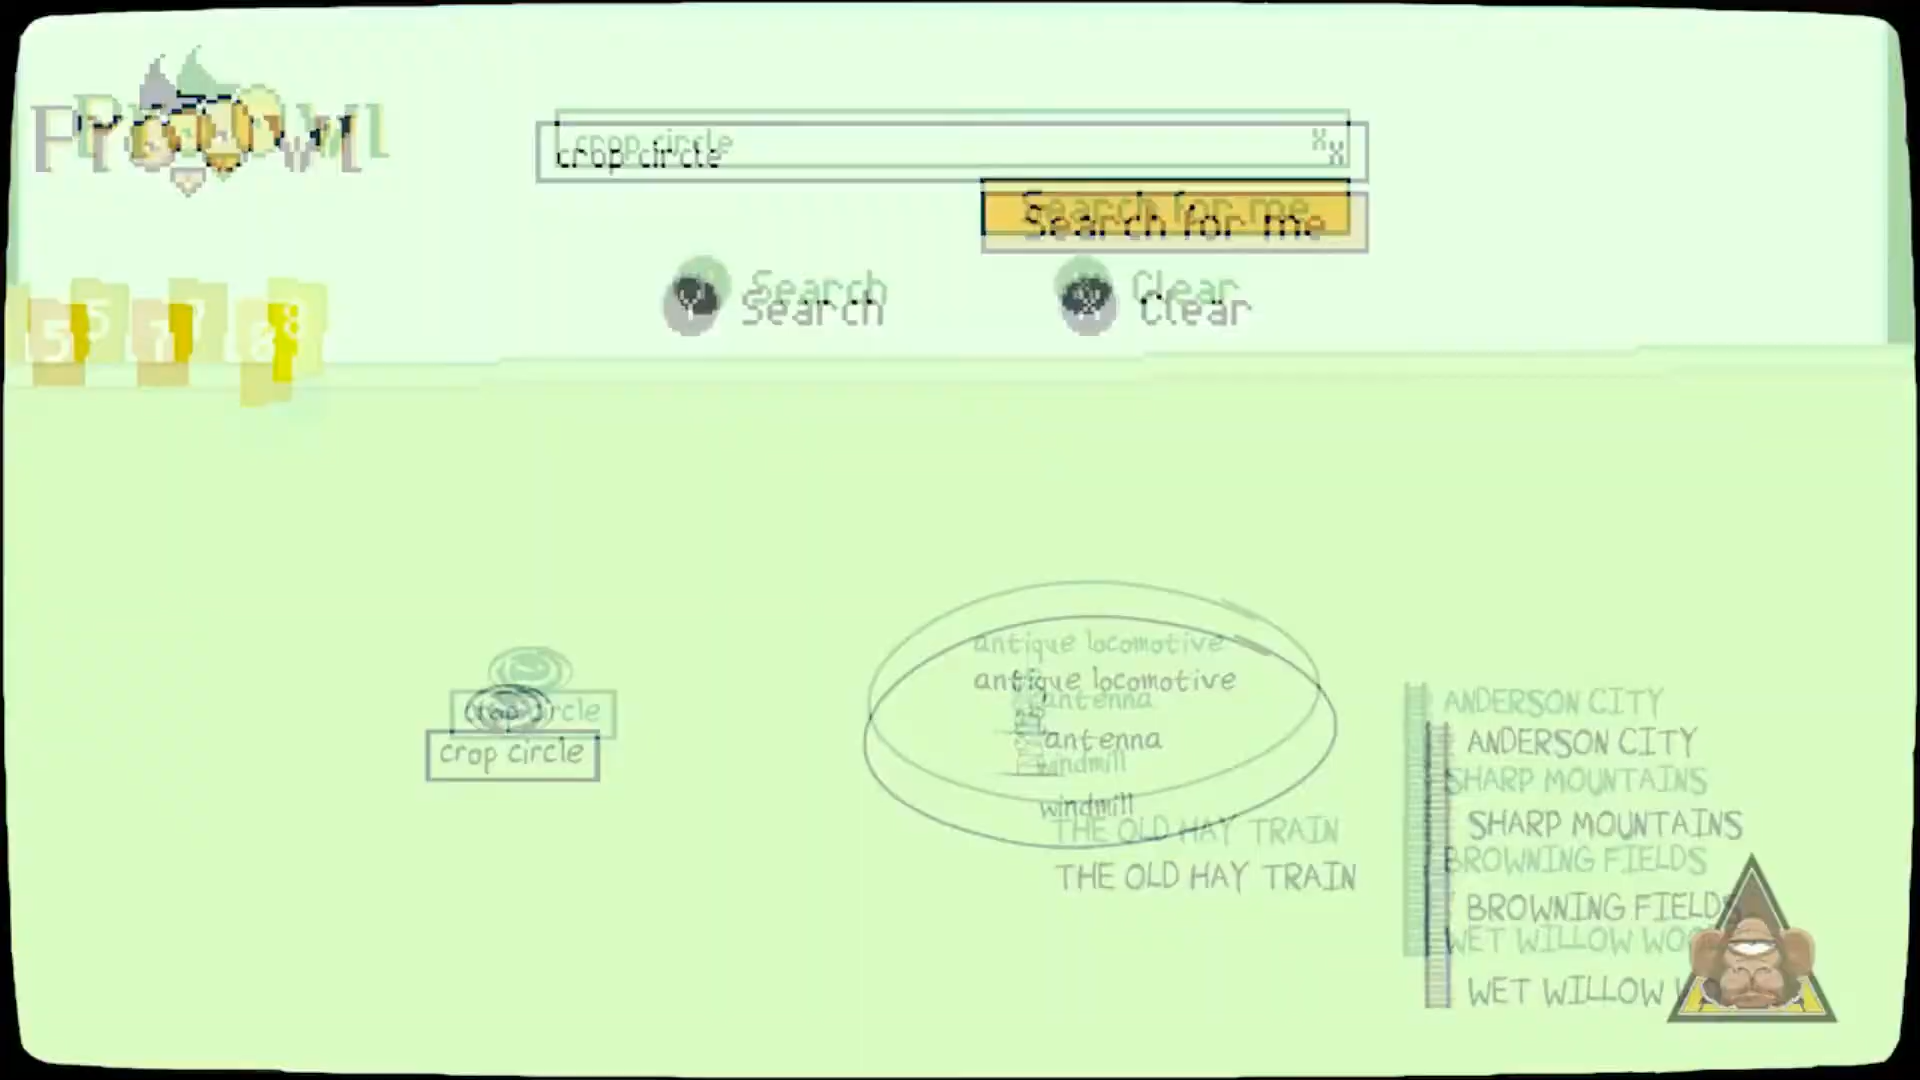 ProOwl
crop circle
X
Search for me
Y Search
X Clear
5 7 8
antique locomotive
crop circle
antenna
windmill
THE OLD HAY TRAIN
ANDERSON CITY
SHARP MOUNTAINS
BROWNING FIELDS
WET WILLOW